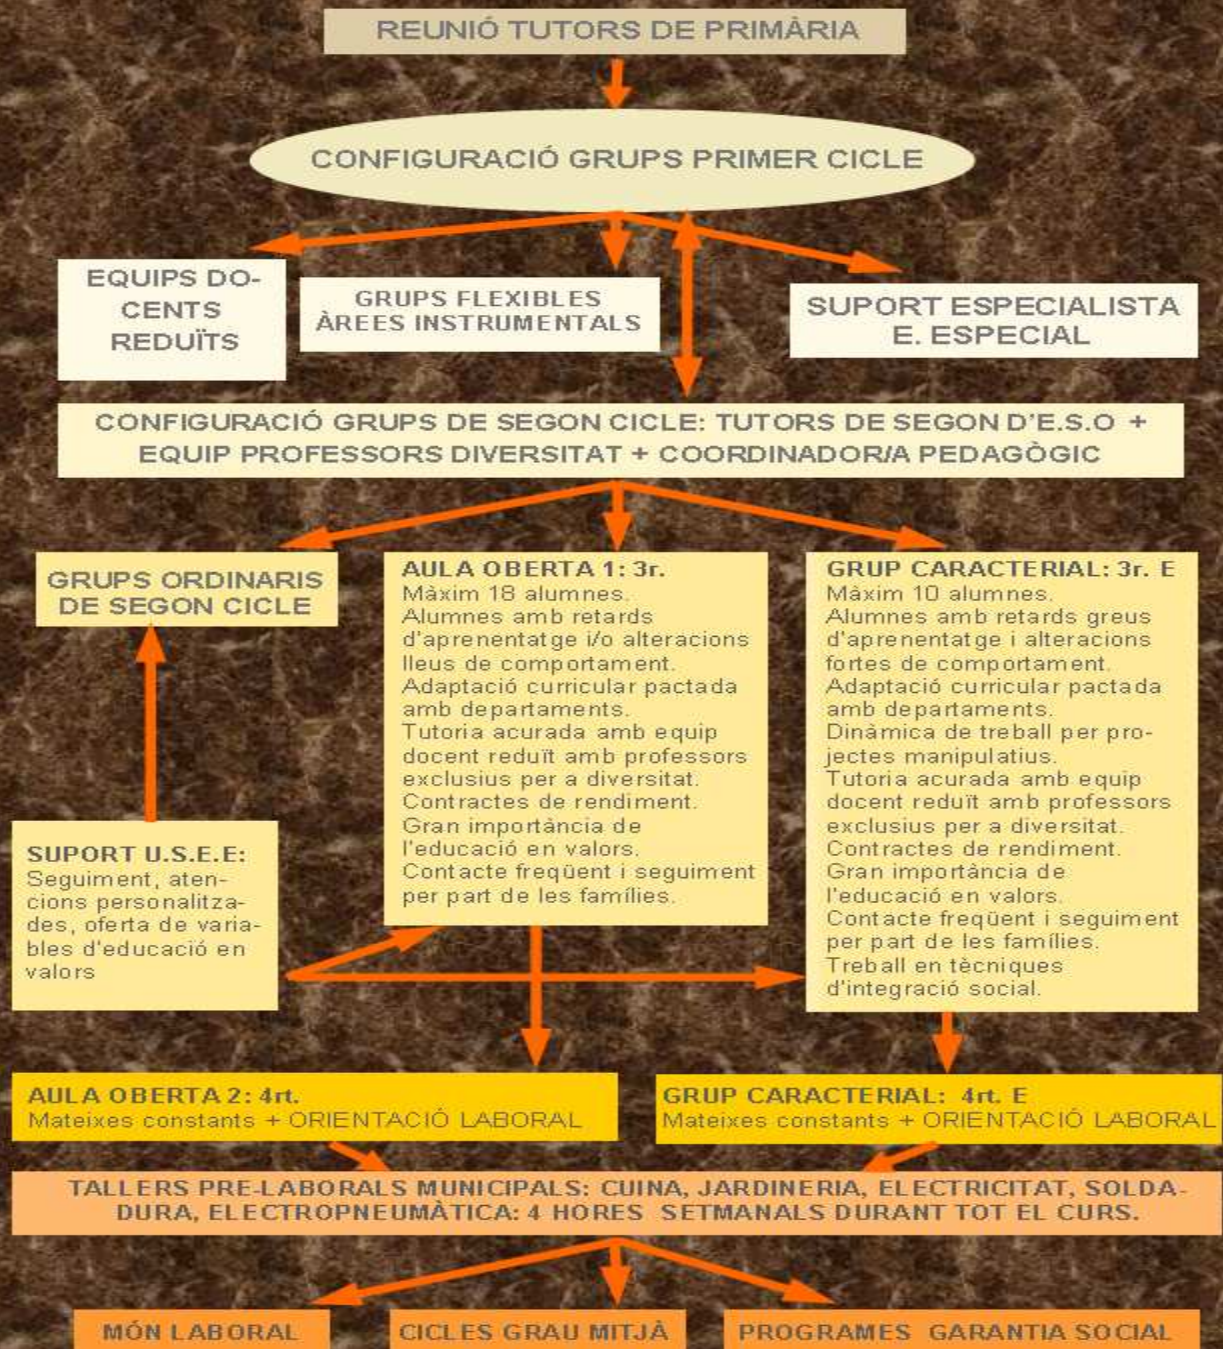 REUNIÓ TUTORS DE PRIMÀRIA
CONFIGURACIÓ GRUPS PRIMER CICLE
EQUIPS DO-
CENTS
REDUÏTS
GRUPS FLEXIBLES
ÀREES INSTRUMENTALS
SUPORT ESPECIALISTA
E. ESPECIAL
CONFIGURACIÓ GRUPS DE SEGON CICLE: TUTORS DE SEGON D'E.S.O +
EQUIP PROFESSORS DIVERSITAT + COORDINADOR/A PEDAGÒGIC
GRUPS ORDINARIS
DE SEGON CICLE
AULA OBERTA 1: 3r.
Màxim 18 alumnes.
Alumnes amb retards
d'aprenentatge i/o alteracions
lleus de comportament.
Adaptació curricular pactada
amb departaments.
Tutoria acurada amb equip
docent reduït amb professors
exclusius per a diversitat.
Contractes de rendiment.
Gran importància de
l'educació en valors.
Contacte freqüent i seguiment
per part de les famílies.
GRUP CARACTERIAL: 3r. E
Màxim 10 alumnes.
Alumnes amb retards greus
d'aprenentatge i alteracions
fortes de comportament.
Adaptació curricular pactada
amb departaments.
Dinàmica de treball per pro-
jectes manipulatius.
Tutoria acurada amb equip
docent reduït amb professors
exclusius per a diversitat.
Contractes de rendiment.
Gran importància de
l'educació en valors.
Contacte freqüent i seguiment
per part de les famílies.
Treball en tècniques
d'integració social.
SUPORT U.S.E.E:
Seguiment, aten-
cions personalitza-
des, oferta de varia-
bles d'educació en
valors
AULA OBERTA 2: 4rt.
Mateixes constants + ORIENTACIÓ LABORAL
GRUP CARACTERIAL: 4rt. E
Mateixes constants + ORIENTACIÓ LABORAL
TALLERS PRE-LABORALS MUNICIPALS: CUINA, JARDINERIA, ELECTRICITAT, SOLDA-
DURA, ELECTROPNEUMÀTICA: 4 HORES SETMANALS DURANT TOT EL CURS.
MÓN LABORAL
CICLES GRAU MITJÀ
PROGRAMES GARANTIA SOCIAL